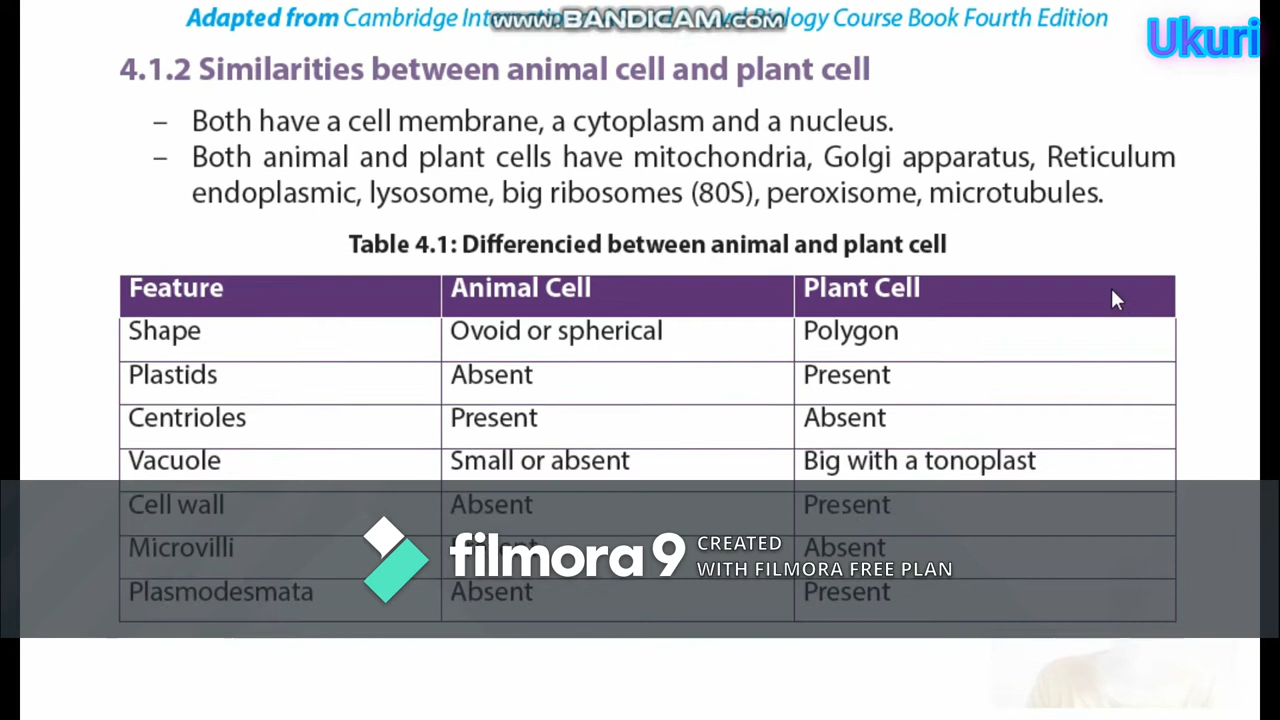 Adapted from Cambridge Biology Course Book Fourth Edition
www.BANDICAM.com
Ukuri
4.1.2 Similarities between animal cell and plant cell
– Both have a cell membrane, a cytoplasm and a nucleus.
– Both animal and plant cells have mitochondria, Golgi apparatus, Reticulum
endoplasmic, lysosome, big ribosomes (80S), peroxisome, microtubules.
Table 4.1: Differencied between animal and plant cell
Feature Animal Cell Plant Cell
Shape Ovoid or spherical Polygon
Plastids Absent Present
Centrioles Present Absent
Vacuole Small or absent Big with a tonoplast
Cell wall Absent Present
Microvilli Absent
Plasmodesmata Absent Present
filmora9 CREATED
WITH FILMORA FREE PLAN